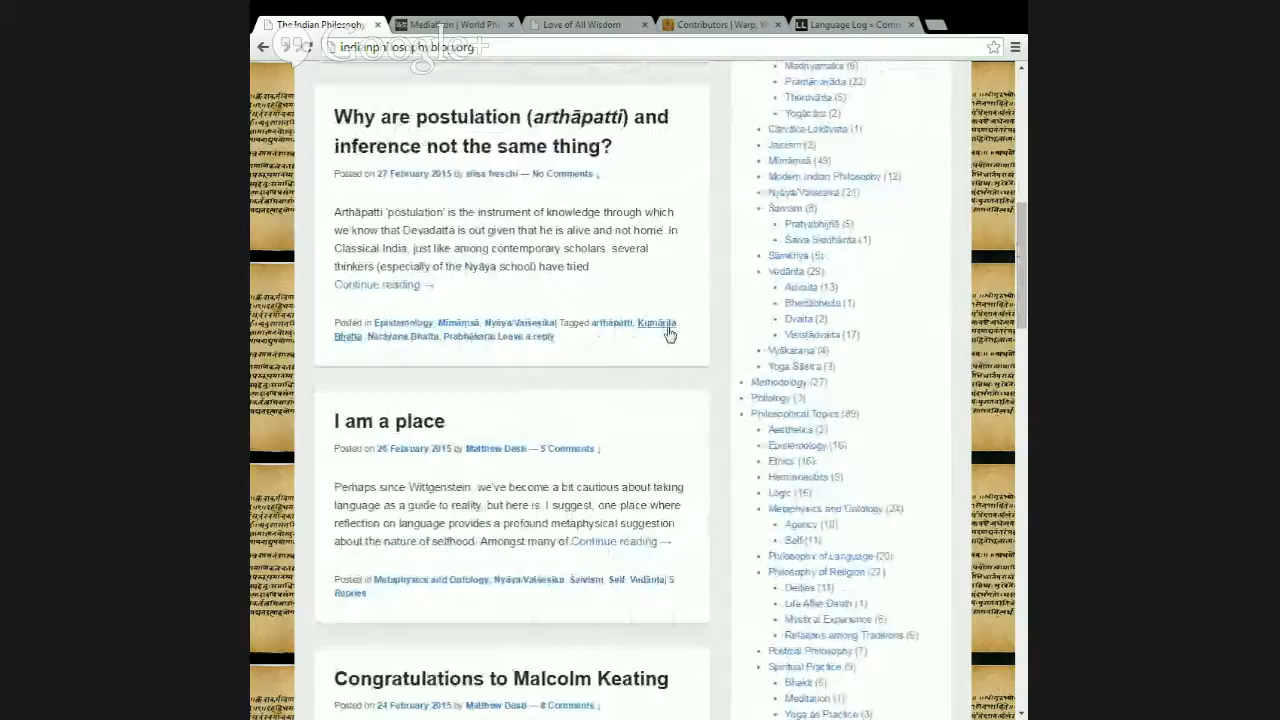 The Indian Philosophy
Love of All Wisdom
Contributors | Warp, W
Language Log » Com
Google+
indianphilosophyblog.org
Why are postulation (arthāpatti) and
inference not the same thing?
Posted on 27 February 2015 by elisa freschi — No Comments ↓
Arthāpatti 'postulation' is the instrument of knowledge through which
we know that Devadatta is out given that he is alive and not home. In
Classical India, just like among contemporary scholars, several
thinkers (especially of the Nyāya school) have tried
Continue reading →
Posted in Epistemology, Mīmāṃsā, Nyāya-Vaiśeṣika| Tagged arthāpatti, Kumārila
Bhaṭṭa, Nārāyaṇa Bhaṭṭa, Prabhākara Leave a reply
I am a place
Posted on 26 February 2015 by Matthew Dasti — 5 Comments ↓
Perhaps since Wittgenstein, we've become a bit cautious about taking
language as a guide to reality, but here is, I suggest, one place where
reflection on language provides a profound metaphysical suggestion
about the nature of selfhood. Amongst many of Continue reading →
Posted in Metaphysics and Ontology, Nyāya-Vaiśeṣika, Śaivism, Self, Vedānta| 5
Replies
Congratulations to Malcolm Keating
Posted on 24 February 2015 by Matthew Dasti — 8 Comments ↓
Madhyamaka (6)
Pramāṇavāda (22)
Theravāda (5)
Yogācāra (2)
Cārvāka-Lokāyata (1)
Jainism (3)
Mīmāṃsā (49)
Modern Indian Philosophy (12)
Nyāya-Vaiśeṣika (21)
Śaivism (8)
Pratyabhijñā (5)
Śaiva Siddhānta (1)
Sāṃkhya (5)
Vedānta (29)
Advaita (13)
Bhedābheda (1)
Dvaita (2)
Viśiṣṭādvaita (17)
Vyākaraṇa (4)
Yoga Śāstra (3)
Methodology (27)
Philology (3)
Philosophical Topics (89)
Aesthetics (2)
Epistemology (16)
Ethics (16)
Hermeneutics (9)
Logic (16)
Metaphysics and Ontology (24)
Agency (10)
Self (11)
Philosophy of Language (20)
Philosophy of Religion (27)
Deities (11)
Life After Death (1)
Mystical Experience (6)
Relations among Traditions (6)
Political Philosophy (7)
Spiritual Practice (9)
Bhakti (5)
Meditation (1)
Yoga as Practice (3)